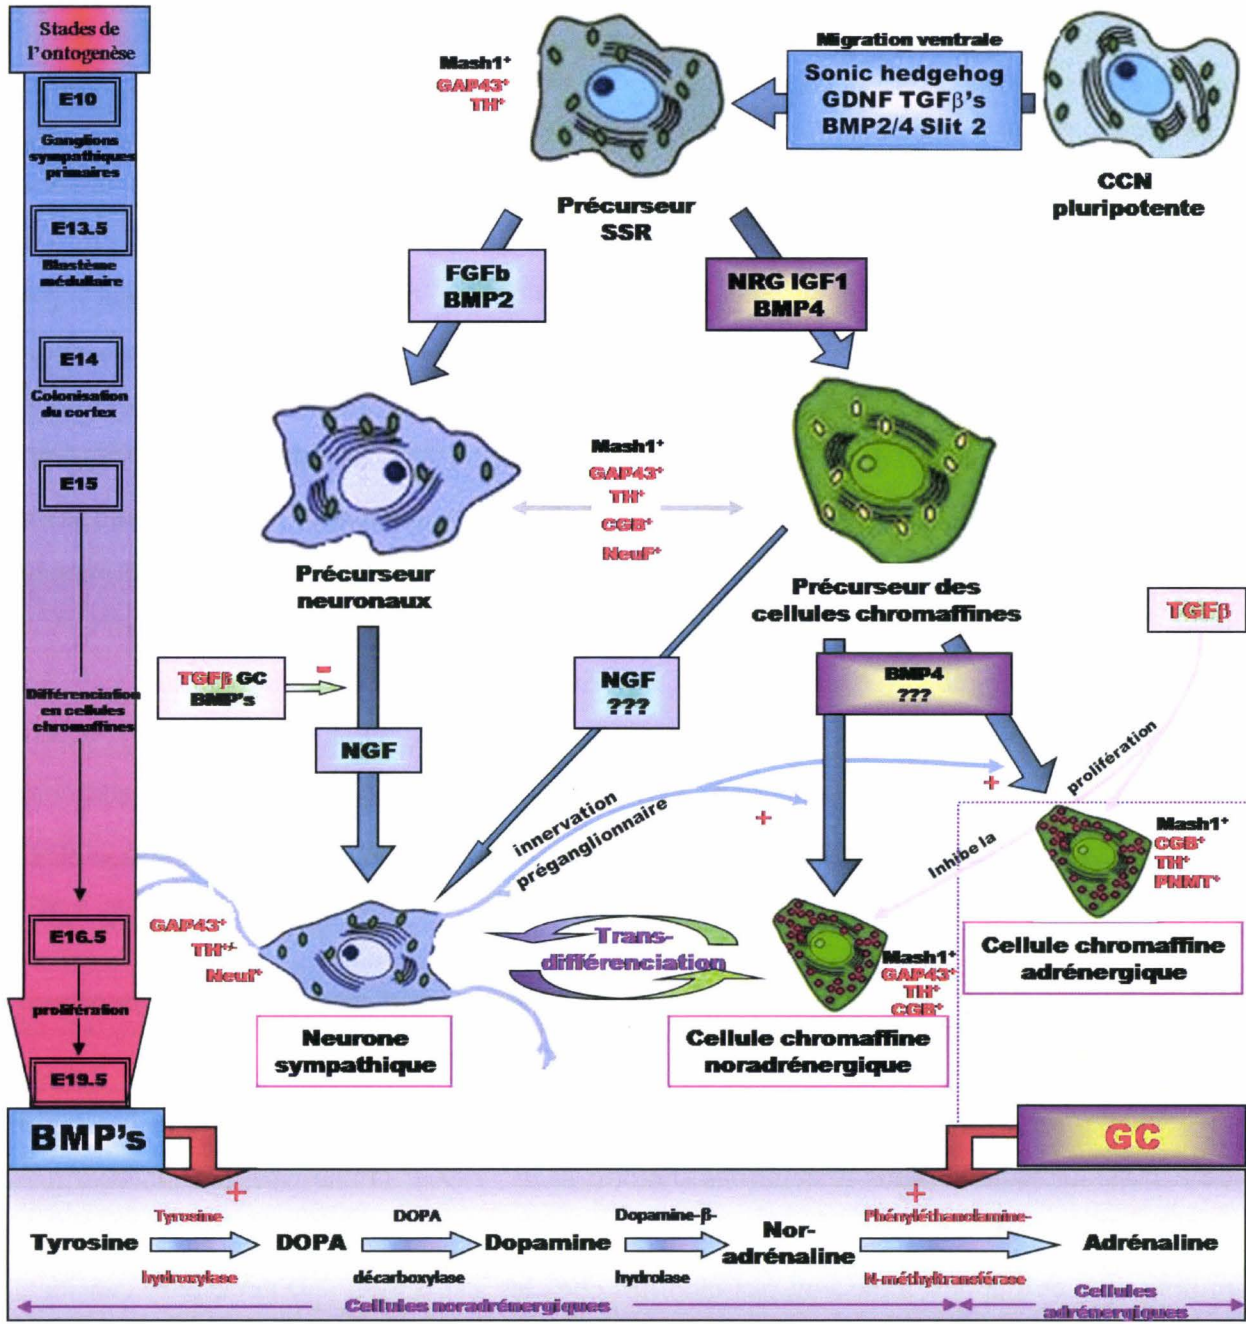 Stades de
l'ontogenèse
E10
Ganglions
sympathiques
primaires
E13.5
Blastème
médullaire
E14
Colonisation
du cortex
E15
Différenciation
en cellules
chromaffines
E16.5
prolifération
E19.5
Mash1⁺
GAP43⁺
TH⁺
Migration ventrale
Sonic hedgehog
GDNF TGFβ's
BMP2/4 Slit 2
CCN
pluripotente
Précurseur
SSR
FGFb
BMP2
NRG IGF1
BMP4
Mash1⁺
GAP43⁺
TH⁺
CGB⁺
NeuF⁺
Précurseur
neuronaux
Précurseur des
cellules chromaffines
TGFβ
TGFβ GC
BMP's
-
NGF
NGF
???
BMP4
???
innervation
préganglionnaire
+
+
Inhibe la
prolifération
Mash1⁺
CGB⁺
TH⁺
PNMT⁺
Cellule chromaffine
adrénergique
GAP43⁺
TH⁺/⁻
Neuf⁺
Trans-
différenciation
Mash1⁺
GAP43⁺
TH⁺
CGB⁺
Neurone
sympathique
Cellule chromaffine
noradrénergique
BMP's
GC
+
+
Tyrosine
Tyrosine-
hydroxylase
DOPA
DOPA
décarboxylase
Dopamine
Dopamine-β-
hydrolase
Nor-
adrénaline
Phényléthanolamine-
N-méthyltransférase
Adrénaline
Cellules noradrénergiques
Cellules
adrénergiques